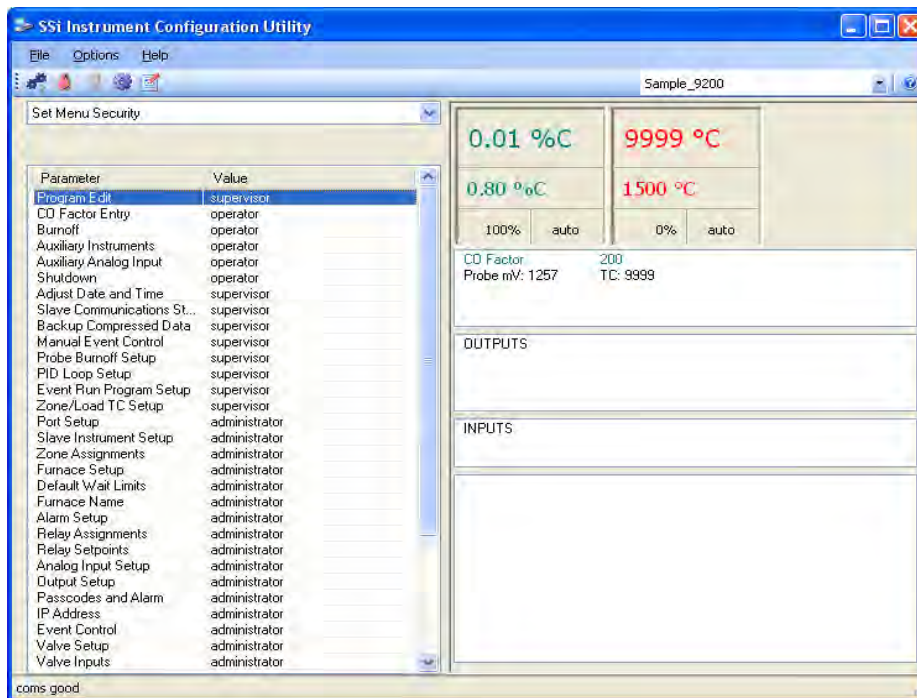 SSi Instrument Configuration Utility
File Options Help
Sample_9200
Set Menu Security
Parameter Value
Program Edit supervisor
CO Factor Entry operator
Burnoff operator
Auxiliary Instruments operator
Auxiliary Analog Input operator
Shutdown operator
Adjust Date and Time supervisor
Slave Communications St... supervisor
Backup Compressed Data supervisor
Manual Event Control supervisor
Probe Burnoff Setup supervisor
PID Loop Setup supervisor
Event Run Program Setup supervisor
Zone/Load TC Setup supervisor
Port Setup administrator
Slave Instrument Setup administrator
Zone Assignments administrator
Furnace Setup administrator
Default Wait Limits administrator
Furnace Name administrator
Alarm Setup administrator
Relay Assignments administrator
Relay Setpoints administrator
Analog Input Setup administrator
Output Setup administrator
Passcodes and Alarm administrator
IP Address administrator
Event Control administrator
Valve Setup administrator
Valve Inputs administrator
0.01 %C 9999 °C
0.80 %C 1500 °C
100% auto 0% auto
CO Factor 200
Probe mV: 1257 TC: 9999
OUTPUTS
INPUTS
coms good